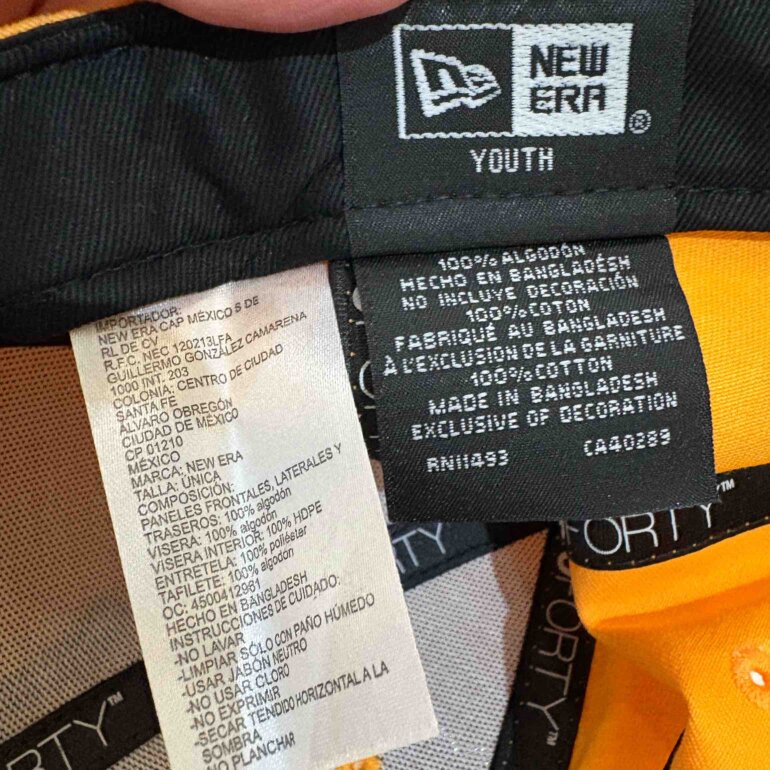 NEW
ERA
®
YOUTH
100% ALGODÓN
HECHO EN BANGLADÉSH
NO INCLUYE DECORACIÓN
100% COTON
FABRIQUÉ AU BANGLADESH
À L'EXCLUSION DE LA GARNITURE
100% COTTON
MADE IN BANGLADESH
EXCLUSIVE OF DECORATION
RN11493 CA40289
IMPORTADOR:
NEW ERA CAP MÉXICO S DE
RL DE CV
R.F.C. NEC 120213LFA
GUILLERMO GONZÁLEZ CAMARENA
1000 INT. 203
COLONIA: CENTRO DE CIUDAD
SANTA FE
ÁLVARO OBREGÓN
CIUDAD DE MÉXICO
CP 01210
MÉXICO
MARCA: NEW ERA
TALLA: ÚNICA
COMPOSICIÓN:
PANELES FRONTALES, LATERALES Y
TRASEROS: 100% algodón
VISERA: 100% algodón
VISERA INTERIOR: 100% HDPE
ENTRETELA: 100% poliéster
TAFILETE: 100% algodón
OC: 4500412981
HECHO EN BANGLADESH
INSTRUCCIONES DE CUIDADO:
-NO LAVAR
-LIMPIAR SÓLO CON PAÑO HÚMEDO
-USAR JABÓN NEUTRO
-NO USAR CLORO
-NO EXPRIMIR
-SECAR TENDIDO HORIZONTAL A LA
SOMBRA
-NO PLANCHAR
FORTY™
RTY
FORTY
FORTY™